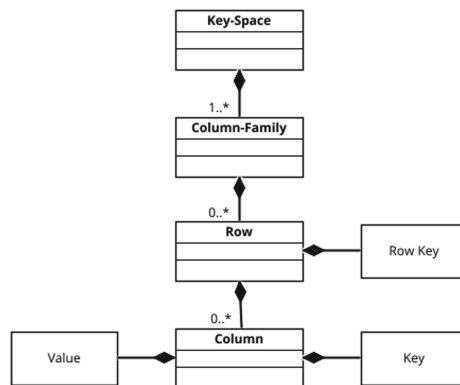 Key-Space
1..*
Column-Family
0..*
Row
Row Key
0..*
Column
Value
Key